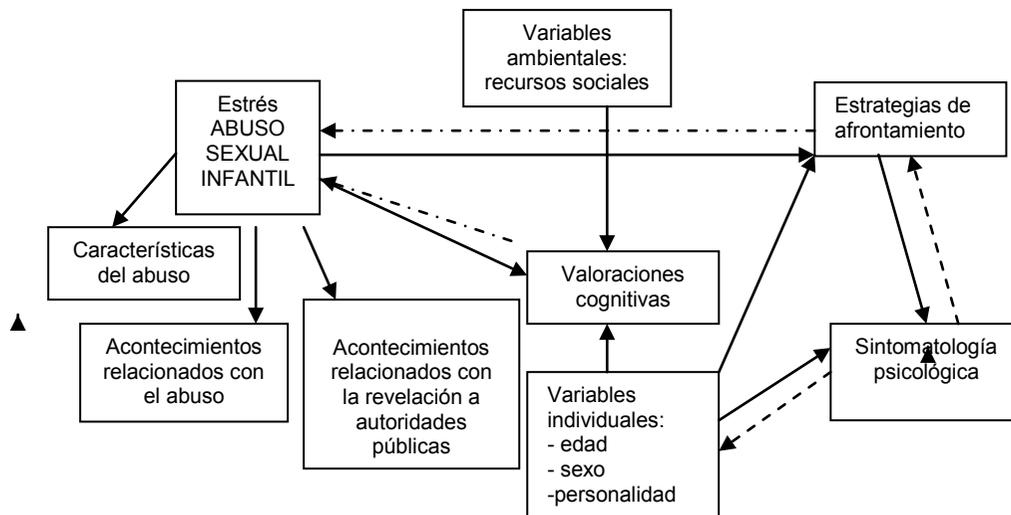 Variables
ambientales:
recursos sociales
Estrés
ABUSO
SEXUAL
INFANTIL
Estrategias de
afrontamiento
Características
del abuso
Valoraciones
cognitivas
Acontecimientos
relacionados con
el abuso
Acontecimientos
relacionados con
la revelación a
autoridades
públicas
Variables
individuales:
- edad
- sexo
-personalidad
Sintomatología
psicológica